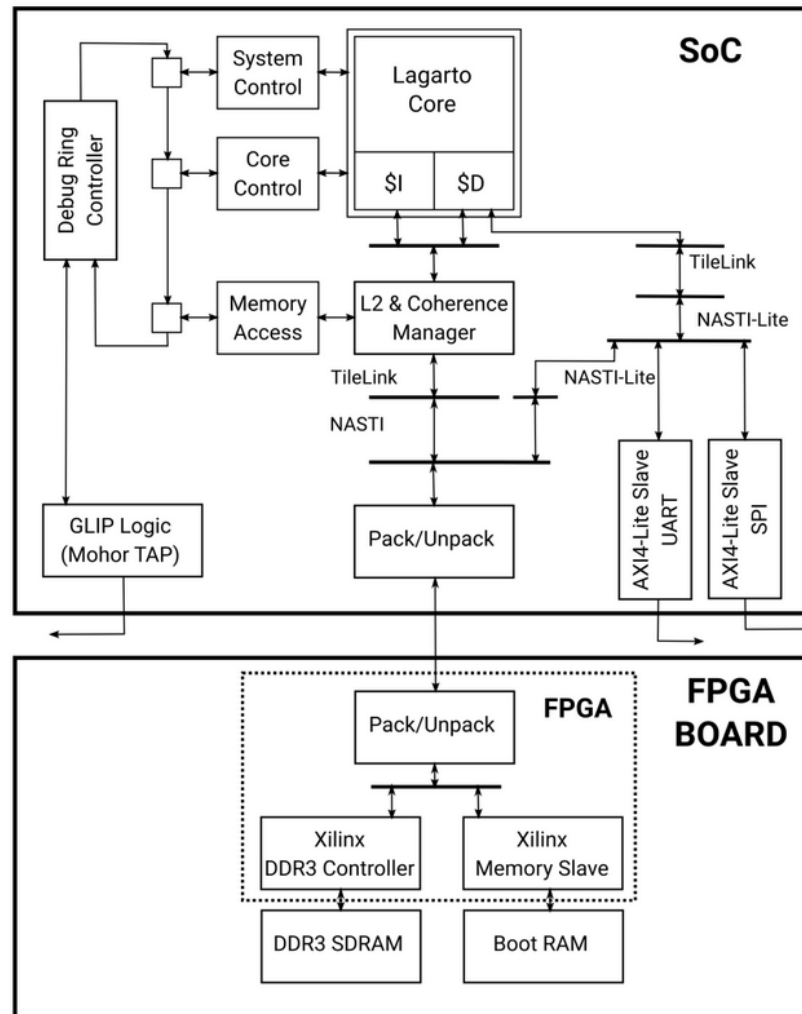 SoC
System
Control
Lagarto
Core
Debug Ring
Controller
Core
Control
$I
$D
TileLink
Memory
Access
L2 & Coherence
Manager
NASTI-Lite
TileLink
NASTI-Lite
NASTI
GLIP Logic
(Mohor TAP)
Pack/Unpack
AXI4-Lite Slave
UART
AXI4-Lite Slave
SPI
FPGA
BOARD
FPGA
Pack/Unpack
Xilinx
DDR3 Controller
Xilinx
Memory Slave
DDR3 SDRAM
Boot RAM